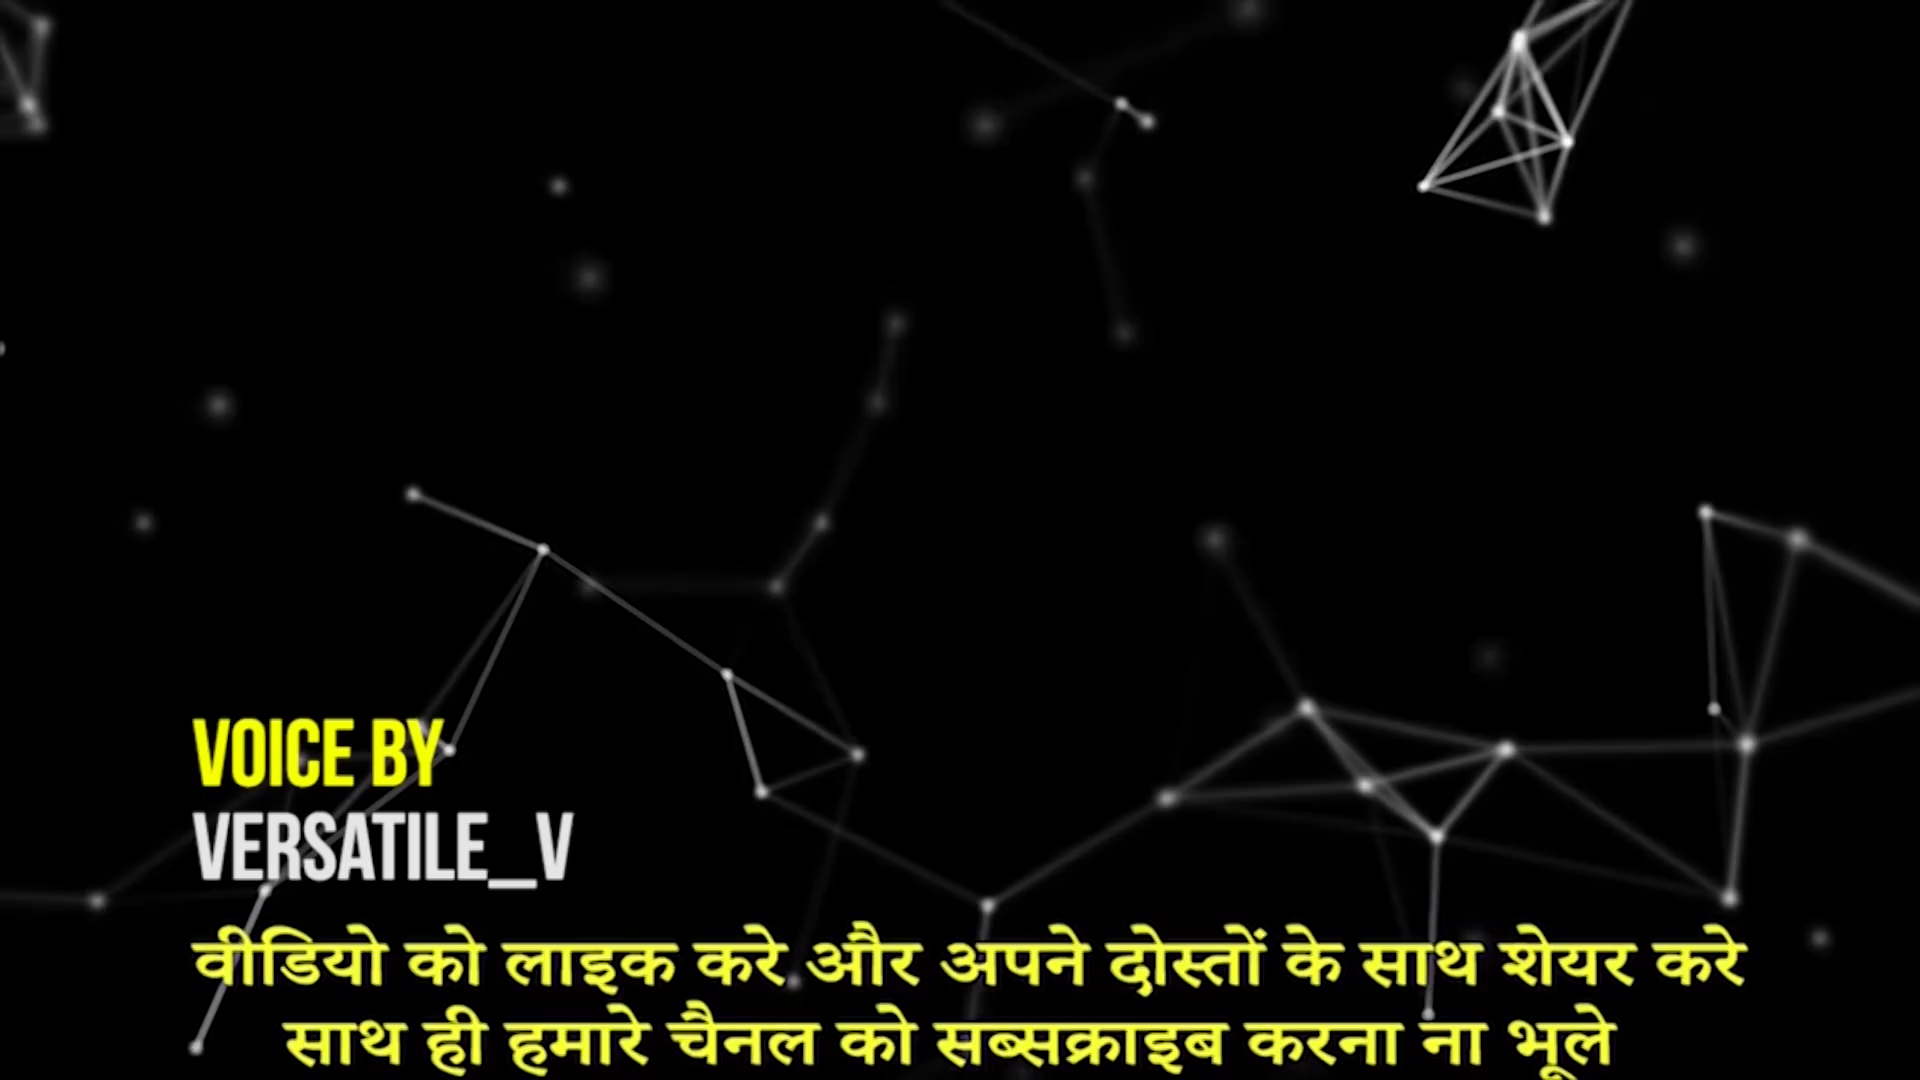 VOICE BY
VERSATILE_V
वीडियो को लाइक करे और अपने दोस्तों के साथ शेयर करे
साथ ही हमारे चैनल को सब्सक्राइब करना ना भूले